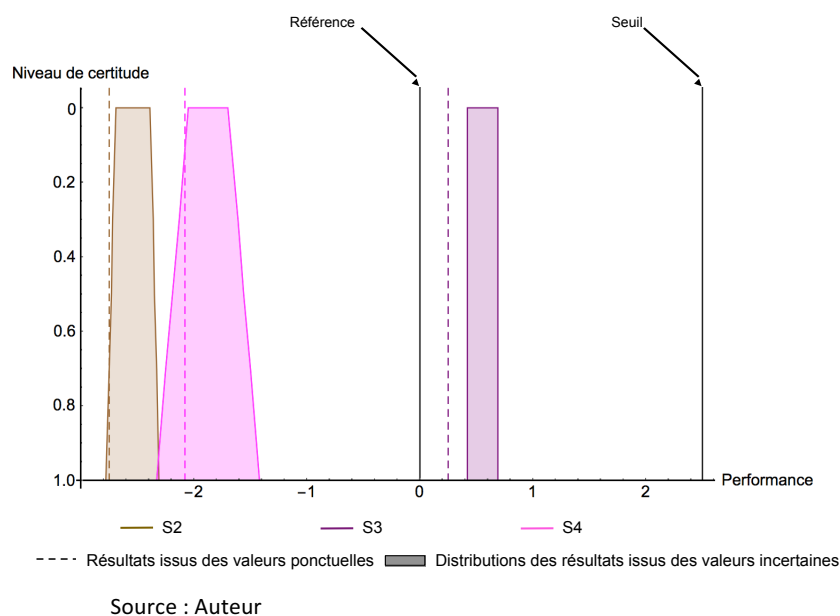 Référence
Seuil
Niveau de certitude
0
0.2
0.4
0.6
0.8
1.0
−2
−1
0
1
2
Performance
S2
S3
S4
Résultats issus des valeurs ponctuelles
Distributions des résultats issus des valeurs incertaines
Source : Auteur